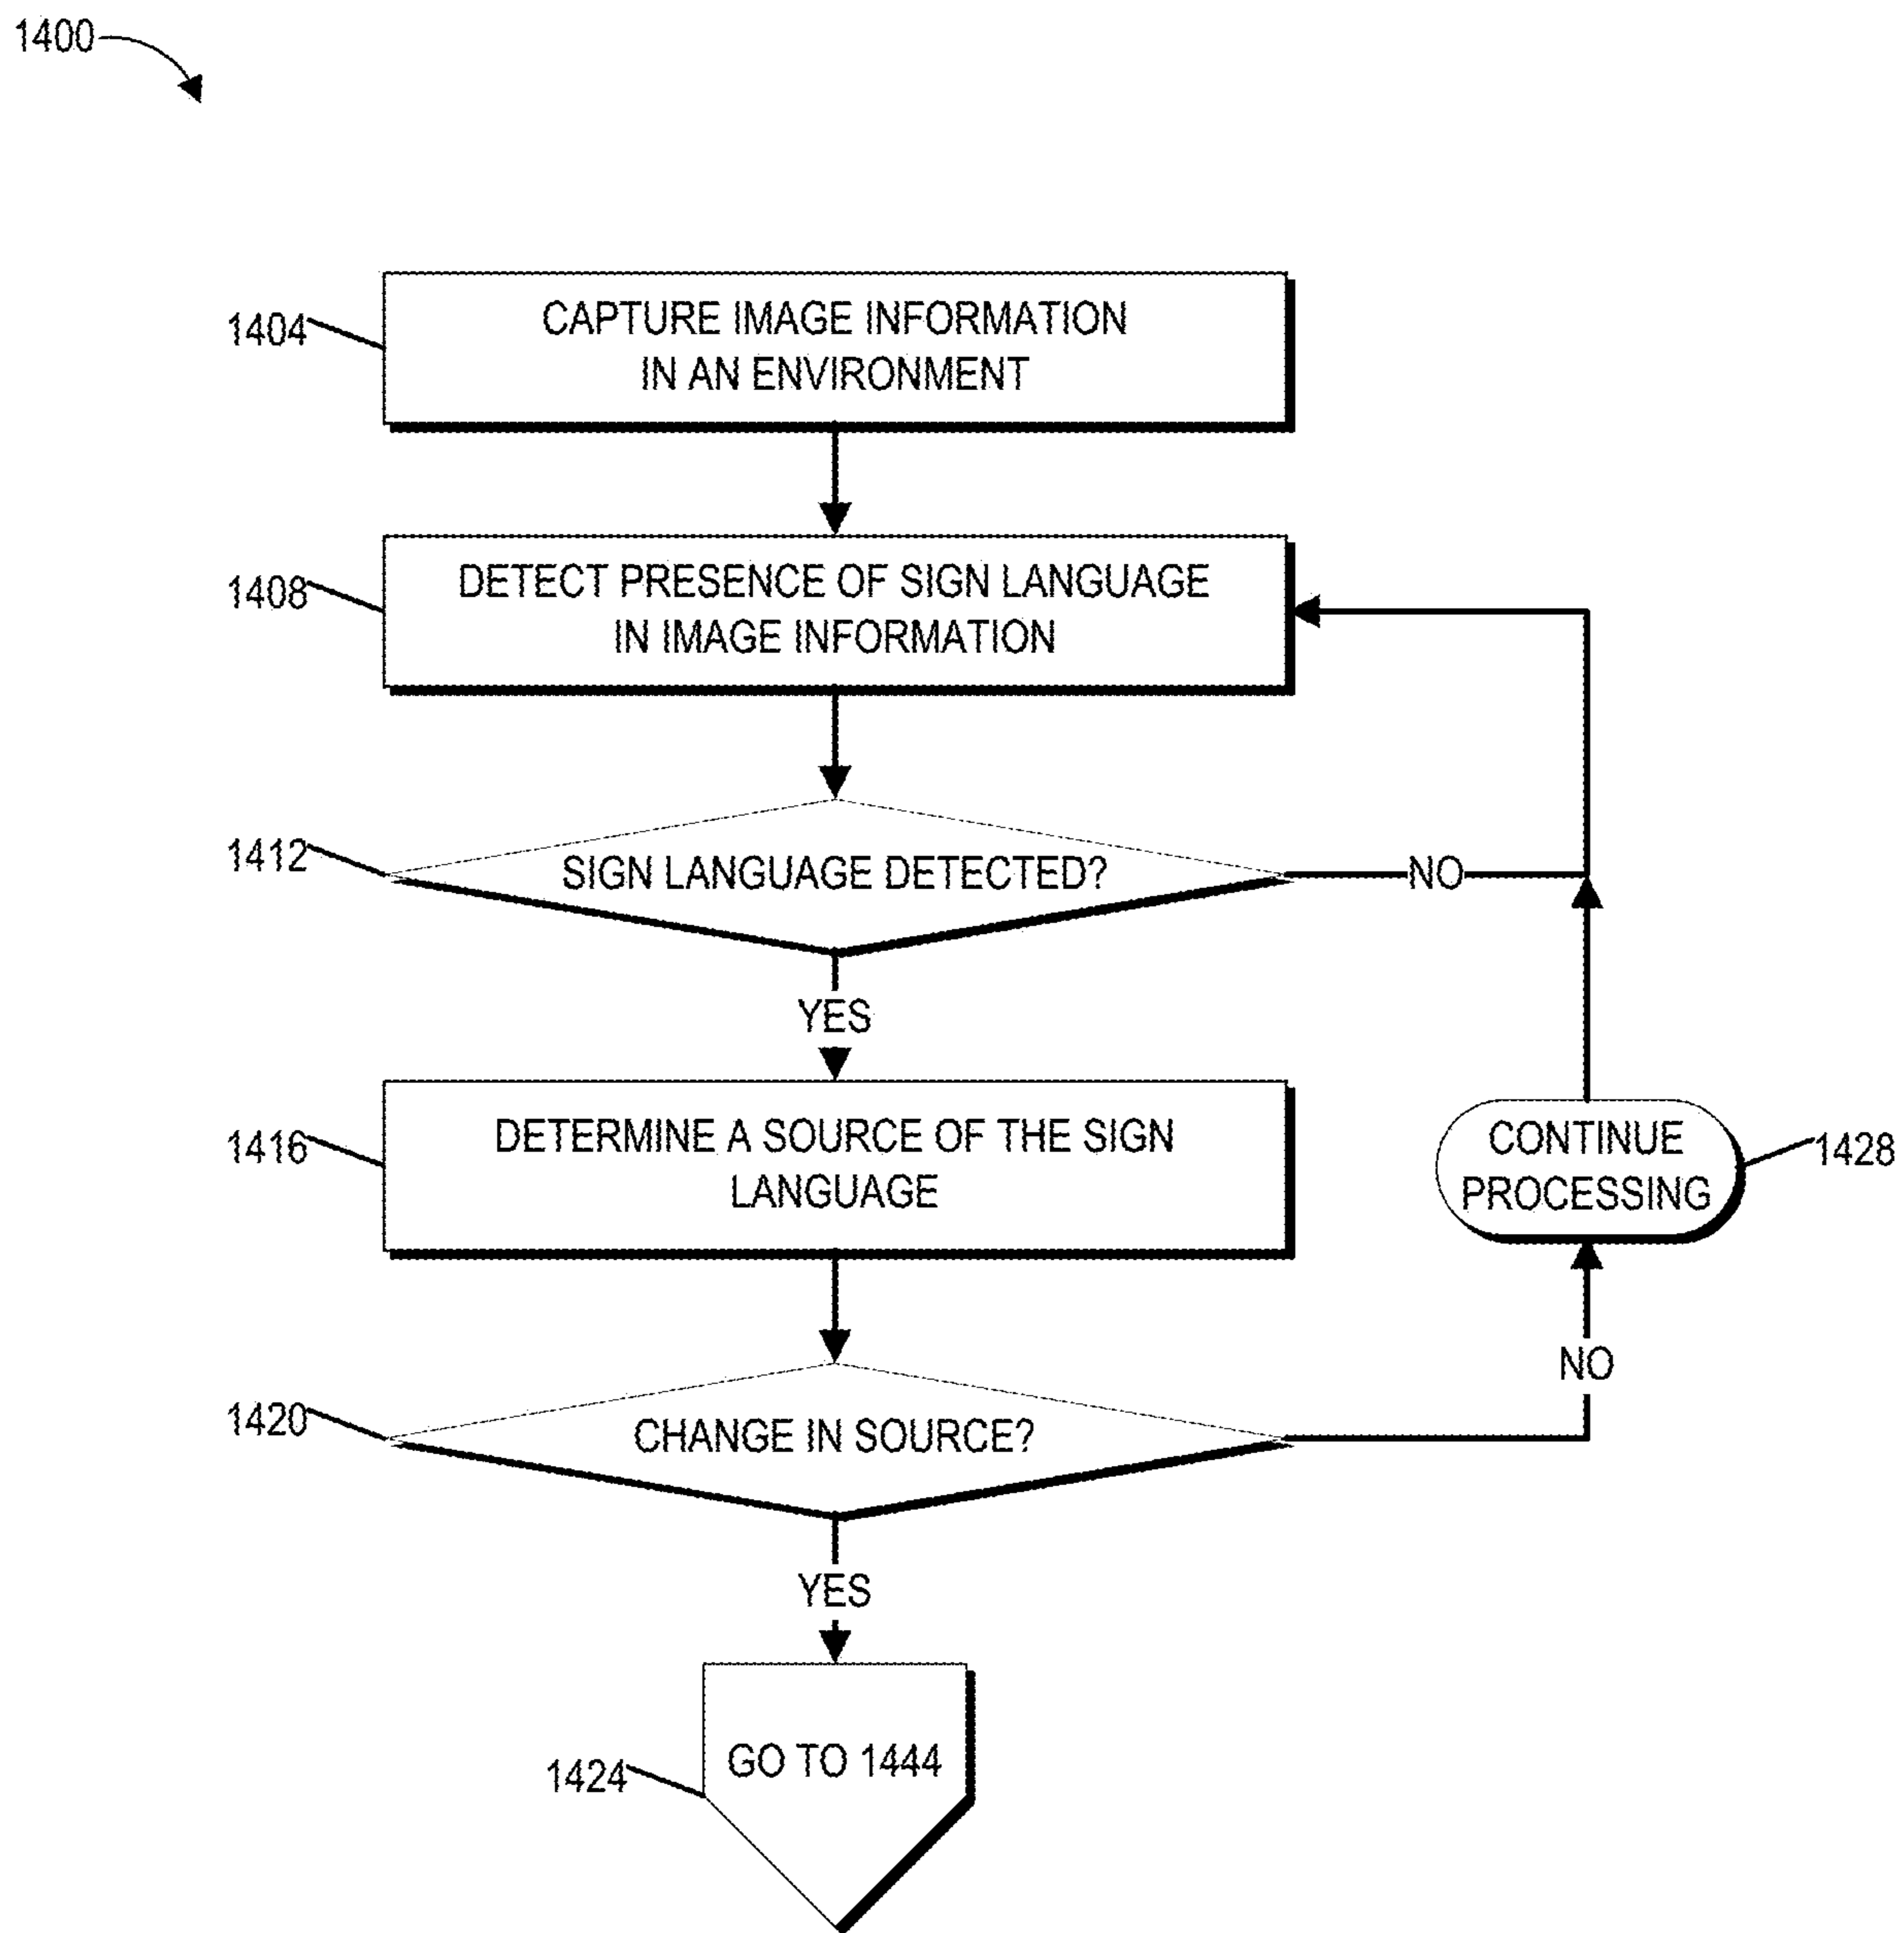 1400
1404
CAPTURE IMAGE INFORMATION
IN AN ENVIRONMENT
1408
DETECT PRESENCE OF SIGN LANGUAGE
IN IMAGE INFORMATION
1412
SIGN LANGUAGE DETECTED?
NO
YES
1416
DETERMINE A SOURCE OF THE SIGN
LANGUAGE
CONTINUE
PROCESSING
1428
1420
CHANGE IN SOURCE?
NO
YES
1424
GO TO 1444